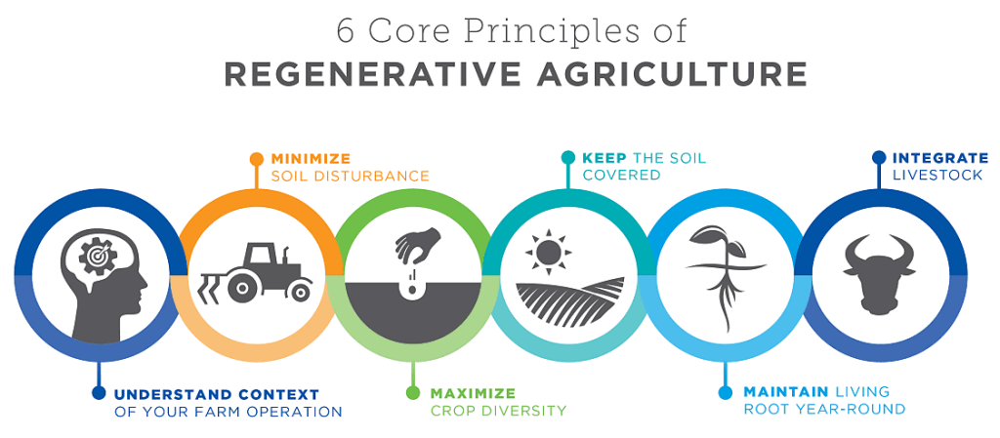 6 Core Principles of
REGENERATIVE AGRICULTURE
UNDERSTAND CONTEXT
OF YOUR FARM OPERATION
MINIMIZE
SOIL DISTURBANCE
MAXIMIZE
CROP DIVERSITY
KEEP THE SOIL
COVERED
MAINTAIN LIVING
ROOT YEAR-ROUND
INTEGRATE
LIVESTOCK